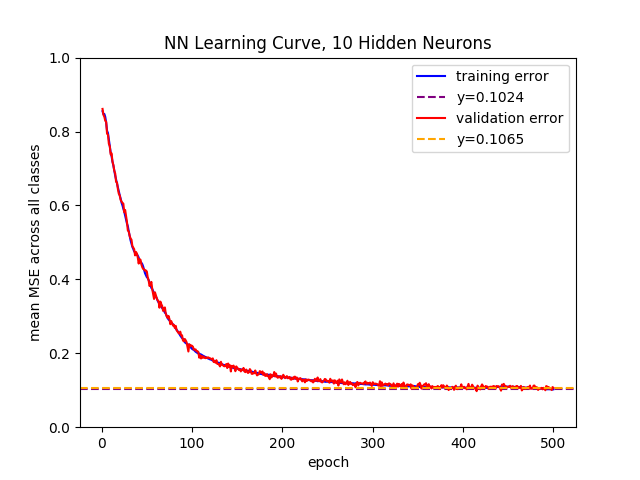 NN Learning Curve, 10 Hidden Neurons
training error
y=0.1024
validation error
y=0.1065
mean MSE across all classes
1.0
0.8
0.6
0.4
0.2
0.0
0 100 200 300 400 500
epoch